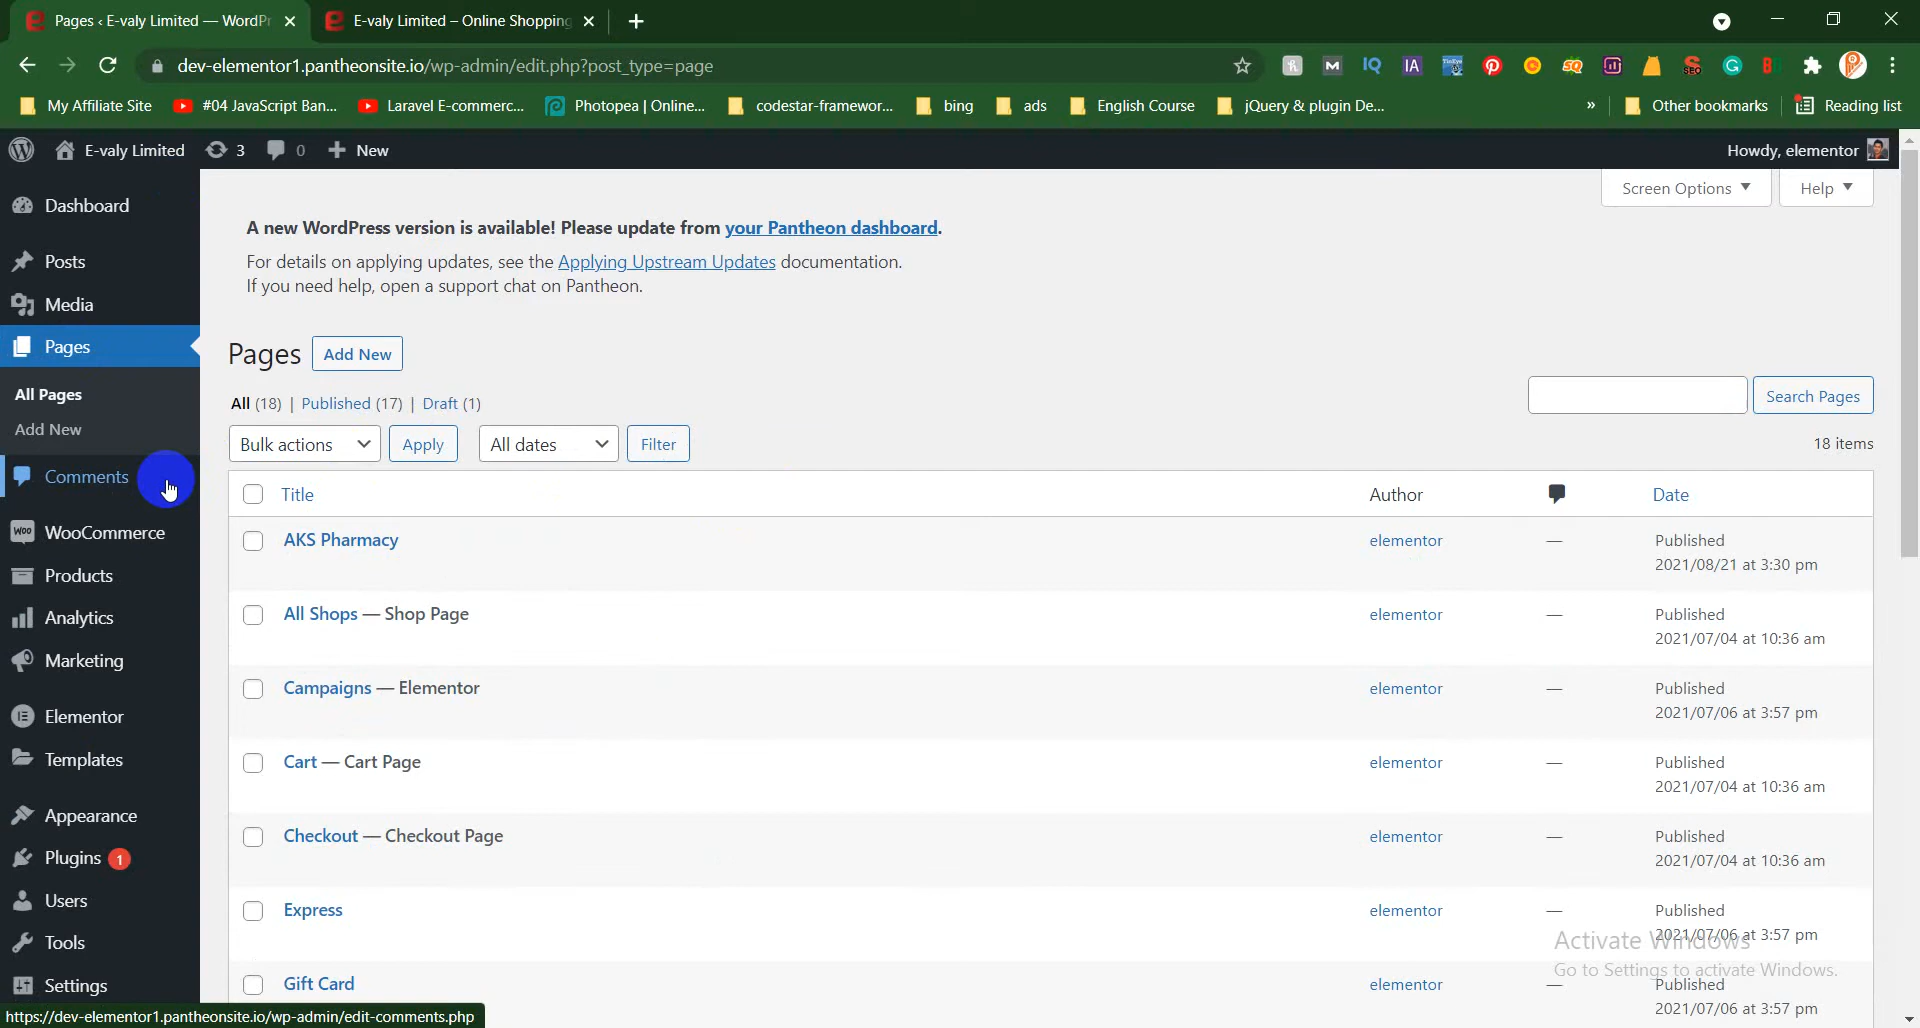 Pages ‹ E-valy Limited — WordPr
E-valy Limited – Online Shopping
dev-elementor1.pantheonsite.io/wp-admin/edit.php?post_type=page
My Affiliate Site
#04 JavaScript Ban...
Laravel E-commerc...
Photopea | Online...
codestar-framewor...
bing
ads
English Course
jQuery & plugin De...
»
Other bookmarks
Reading list
E-valy Limited
3
0
New
Howdy, elementor
Screen Options
Help
Dashboard
Posts
Media
Pages
All Pages
Add New
Comments
WooCommerce
Products
Analytics
Marketing
Elementor
Templates
Appearance
Plugins 1
Users
Tools
Settings
A new WordPress version is available! Please update from your Pantheon dashboard.
For details on applying updates, see the Applying Upstream Updates documentation.
If you need help, open a support chat on Pantheon.
Pages
Add New
All (18) | Published (17) | Draft (1)
Search Pages
Bulk actions
Apply
All dates
Filter
18 items
Title
Author
Date
AKS Pharmacy
elementor
—
Published
2021/08/21 at 3:30 pm
All Shops — Shop Page
elementor
—
Published
2021/07/04 at 10:36 am
Campaigns — Elementor
elementor
—
Published
2021/07/06 at 3:57 pm
Cart — Cart Page
elementor
—
Published
2021/07/04 at 10:36 am
Checkout — Checkout Page
elementor
—
Published
2021/07/04 at 10:36 am
Express
elementor
—
Published
2021/07/06 at 3:57 pm
Gift Card
elementor
—
Published
2021/07/06 at 3:57 pm
Activate Windows
Go to Settings to activate Windows.
https://dev-elementor1.pantheonsite.io/wp-admin/edit-comments.php